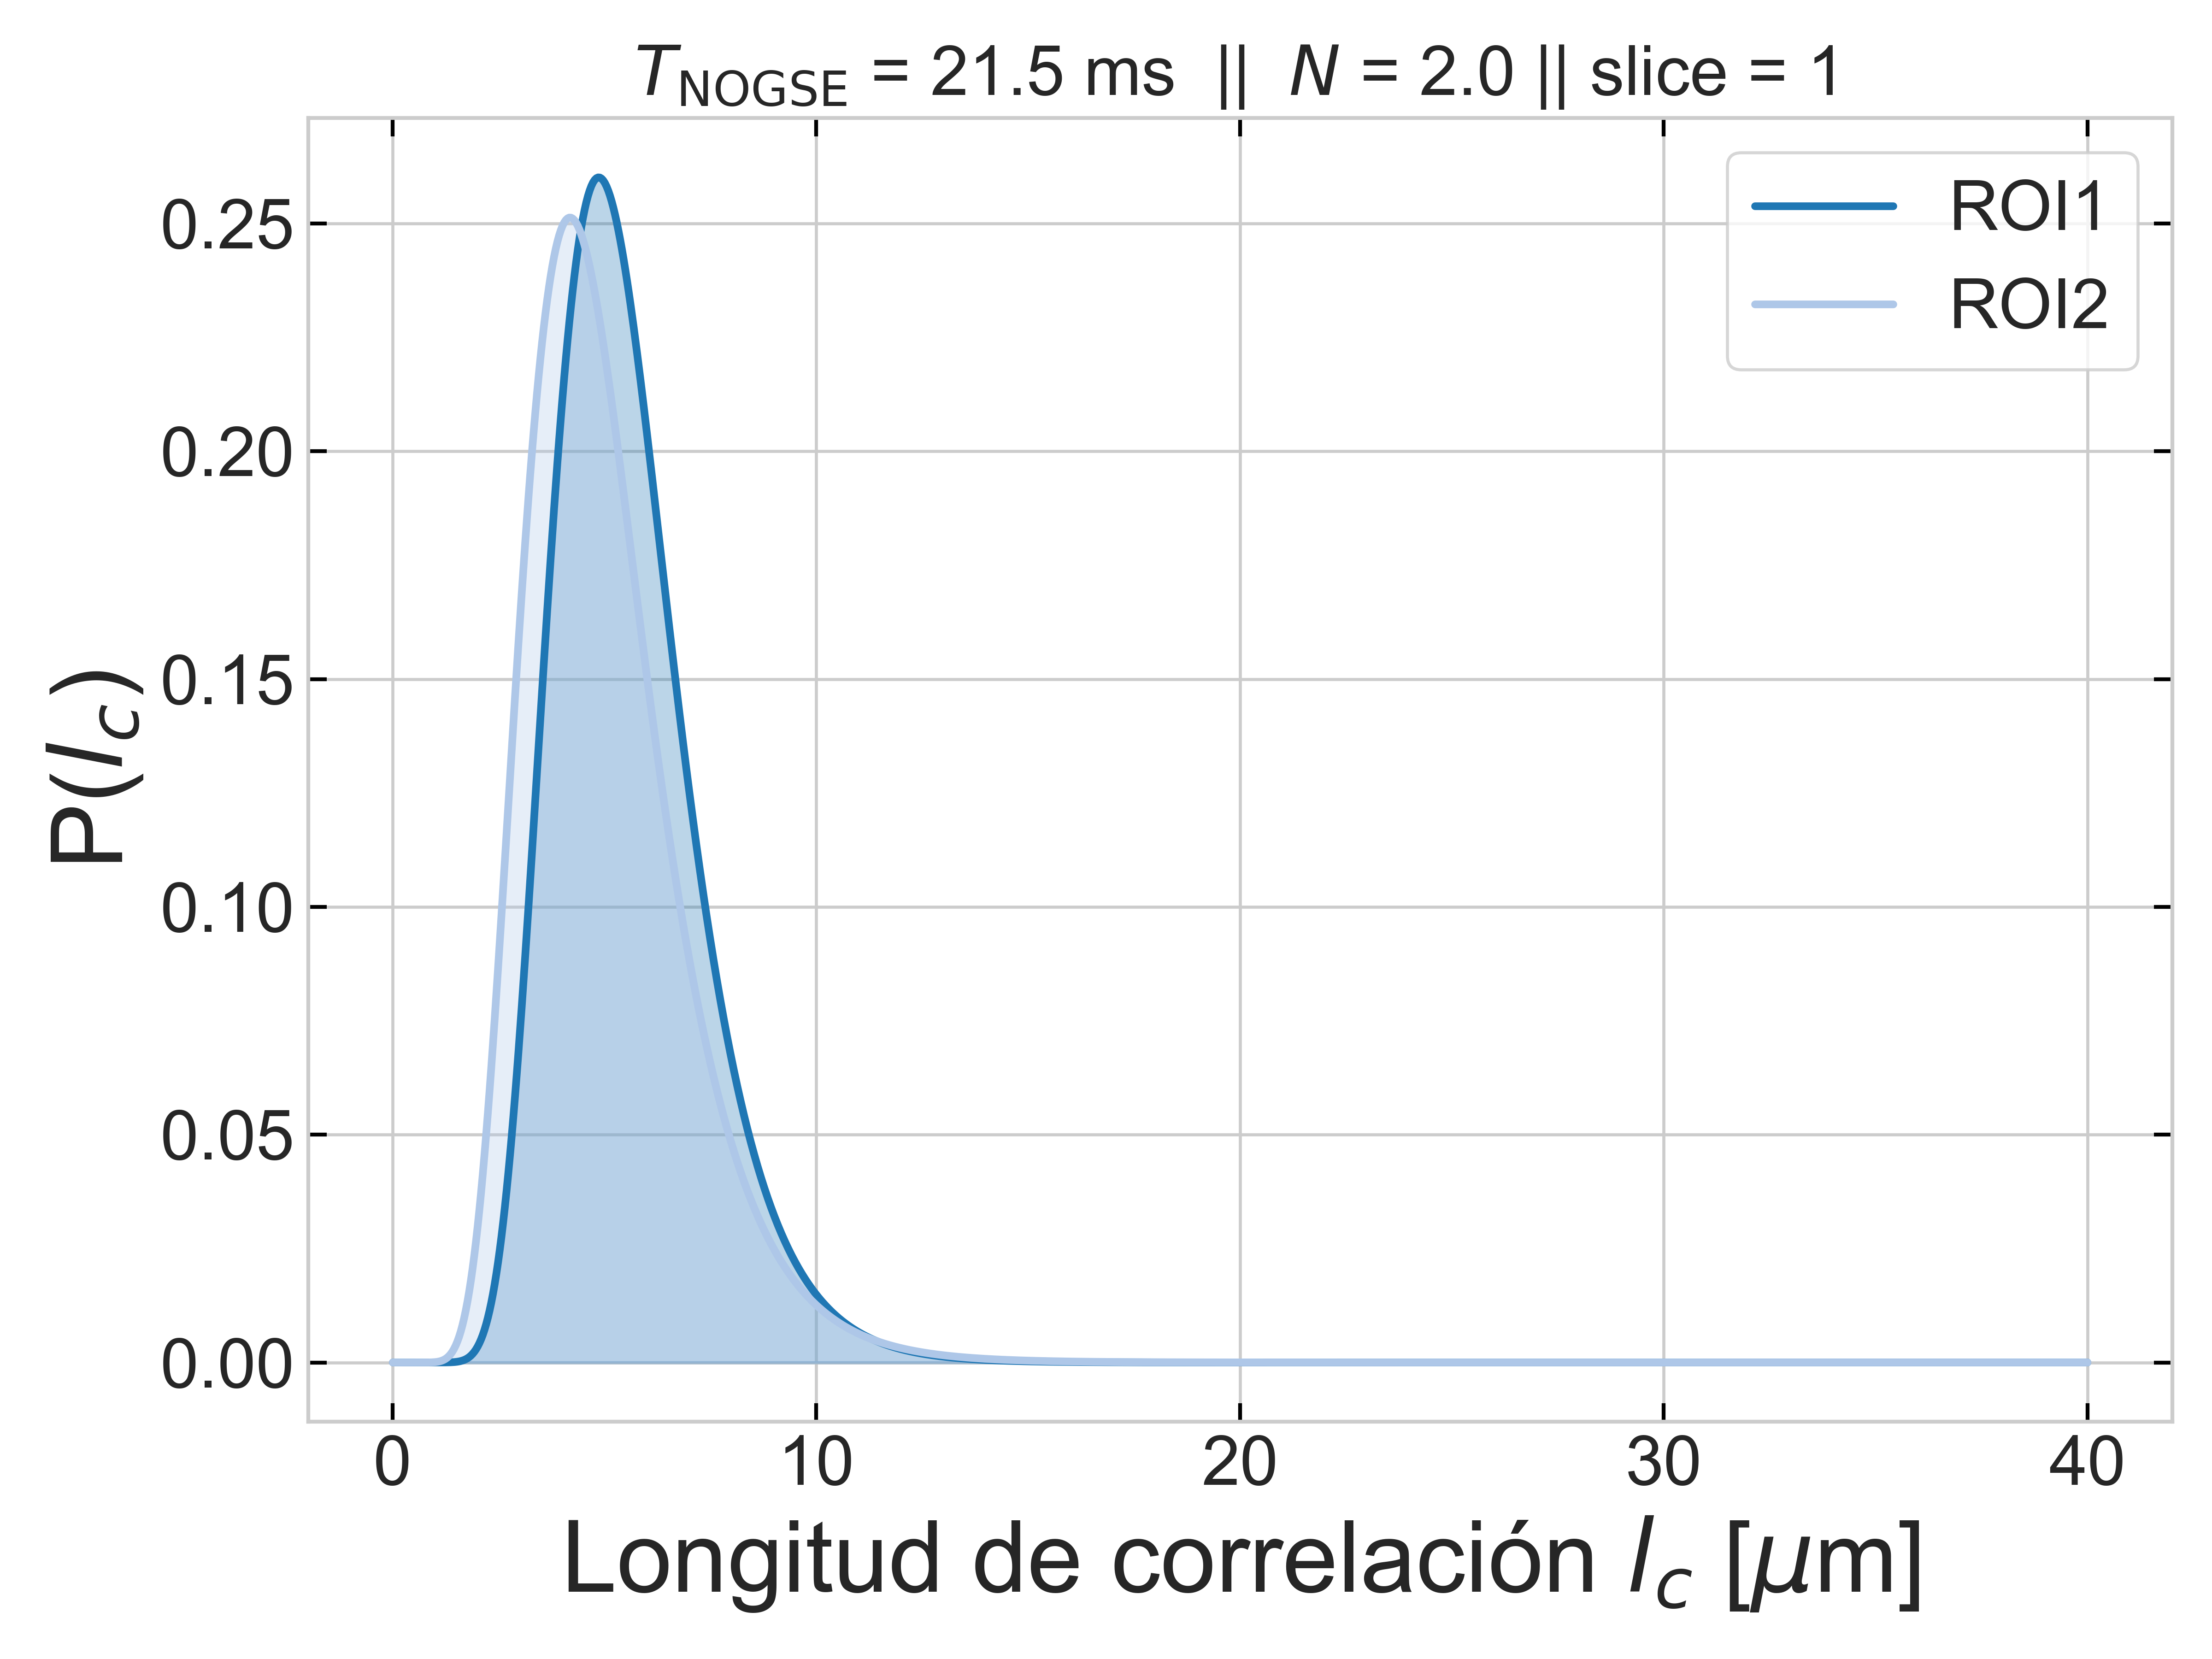 T_NOGSE = 21.5 ms || N = 2.0 || slice = 1
ROI1
ROI2
P(l_c)
0.25
0.20
0.15
0.10
0.05
0.00
0 10 20 30 40
Longitud de correlación l_c [μm]